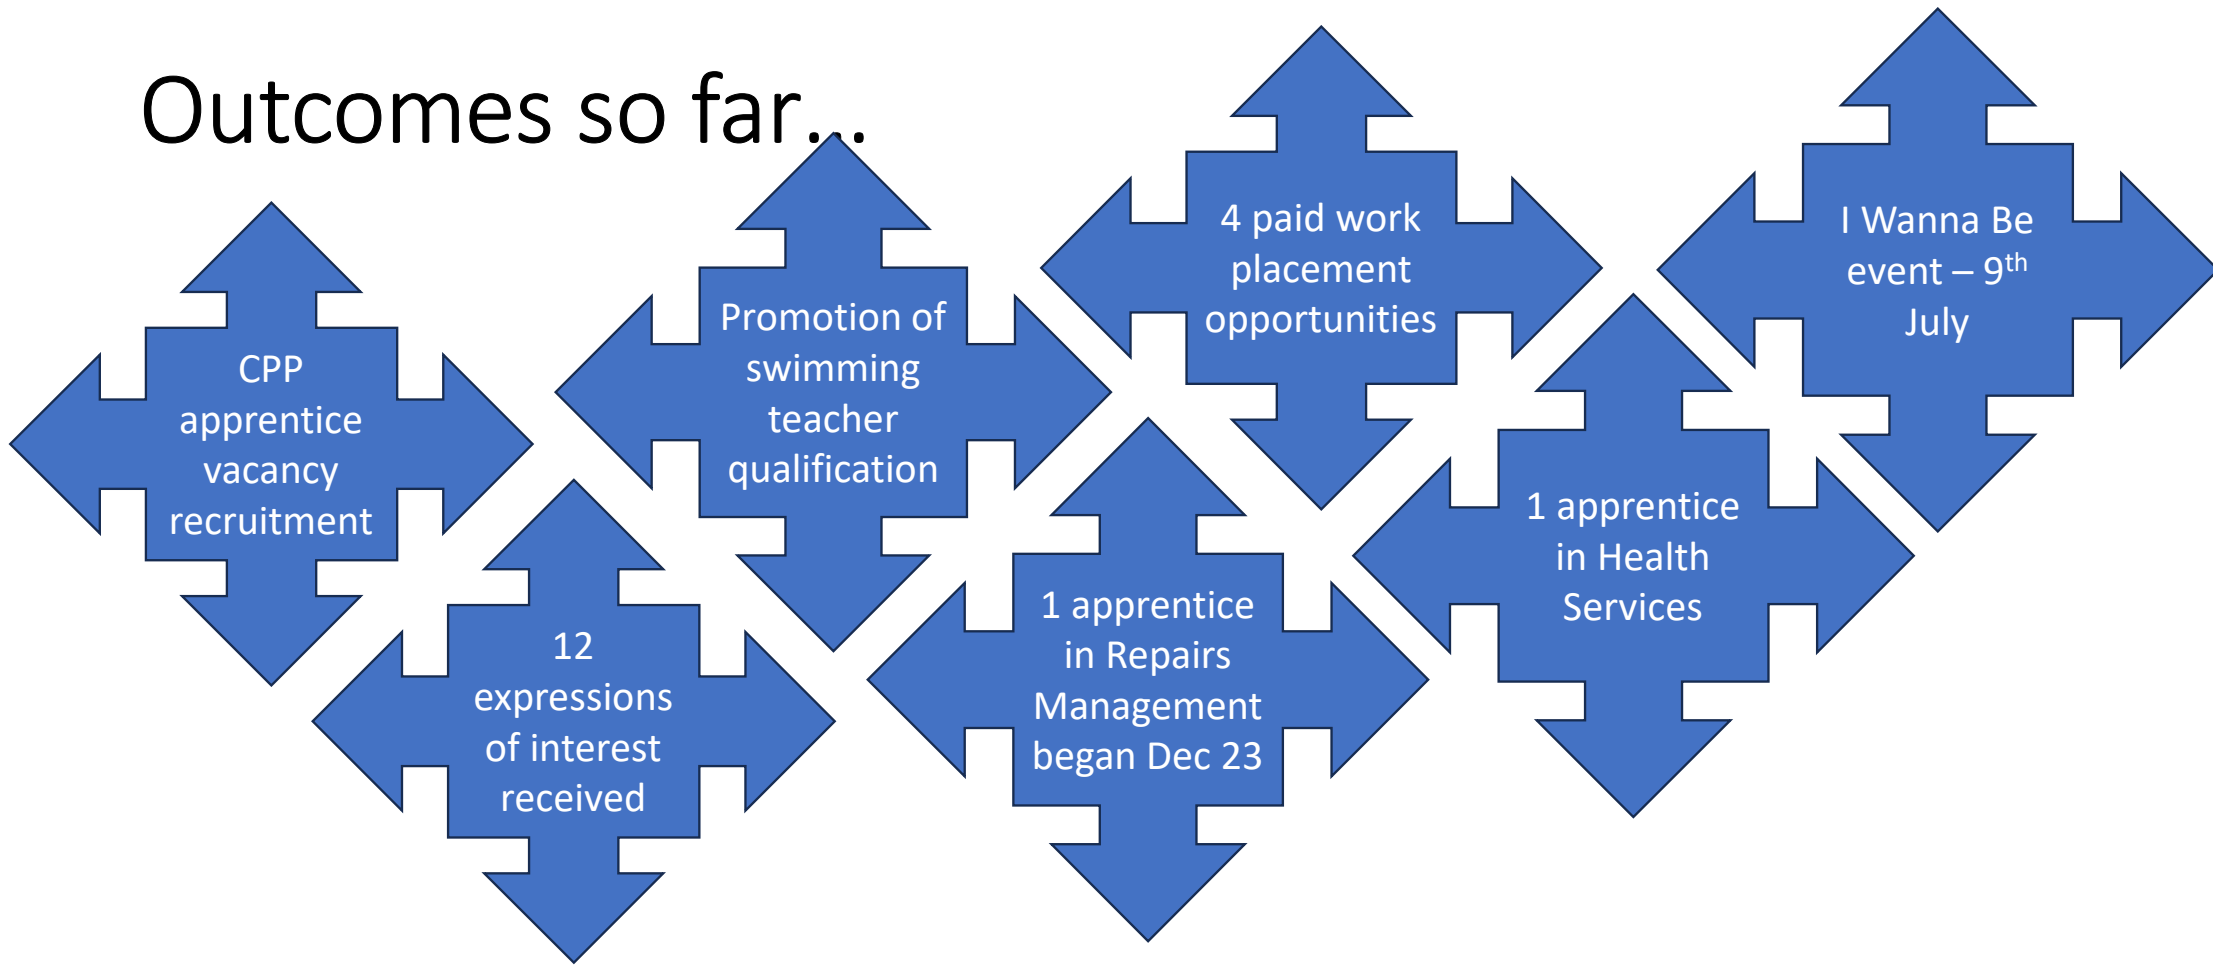 Outcomes so far…
CPP
apprentice
vacancy
recruitment
12
expressions
of interest
received
Promotion of
swimming
teacher
qualification
1 apprentice
in Repairs
Management
began Dec 23
4 paid work
placement
opportunities
1 apprentice
in Health
Services
I Wanna Be
event – 9th
July